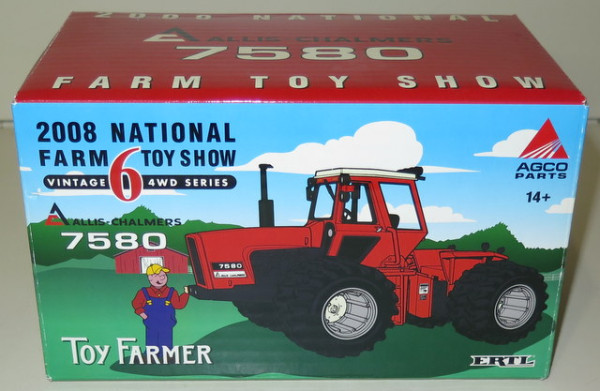 2008 NATIONAL
ALLIS-CHALMERS
7580
FARM TOY SHOW
2008 NATIONAL
FARM 6 TOY SHOW
VINTAGE 4WD SERIES
ALLIS-CHALMERS
7580
AGCO
PARTS
14+
7580
TOY FARMER
ERTL